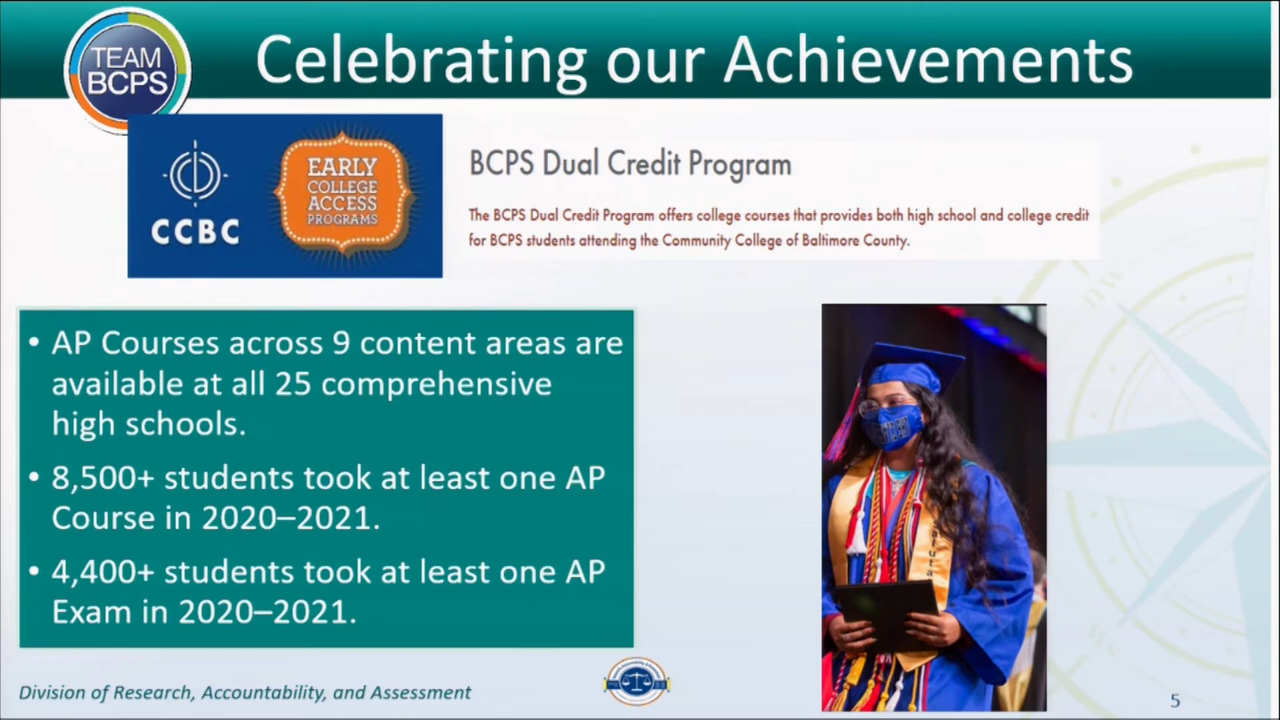 TEAM
BCPS
Celebrating our Achievements
CCBC
EARLY
COLLEGE
ACCESS
PROGRAMS
BCPS Dual Credit Program
The BCPS Dual Credit Program offers college courses that provides both high school and college credit
for BCPS students attending the Community College of Baltimore County.
• AP Courses across 9 content areas are
available at all 25 comprehensive
high schools.
• 8,500+ students took at least one AP
Course in 2020–2021.
• 4,400+ students took at least one AP
Exam in 2020–2021.
Division of Research, Accountability, and Assessment
5